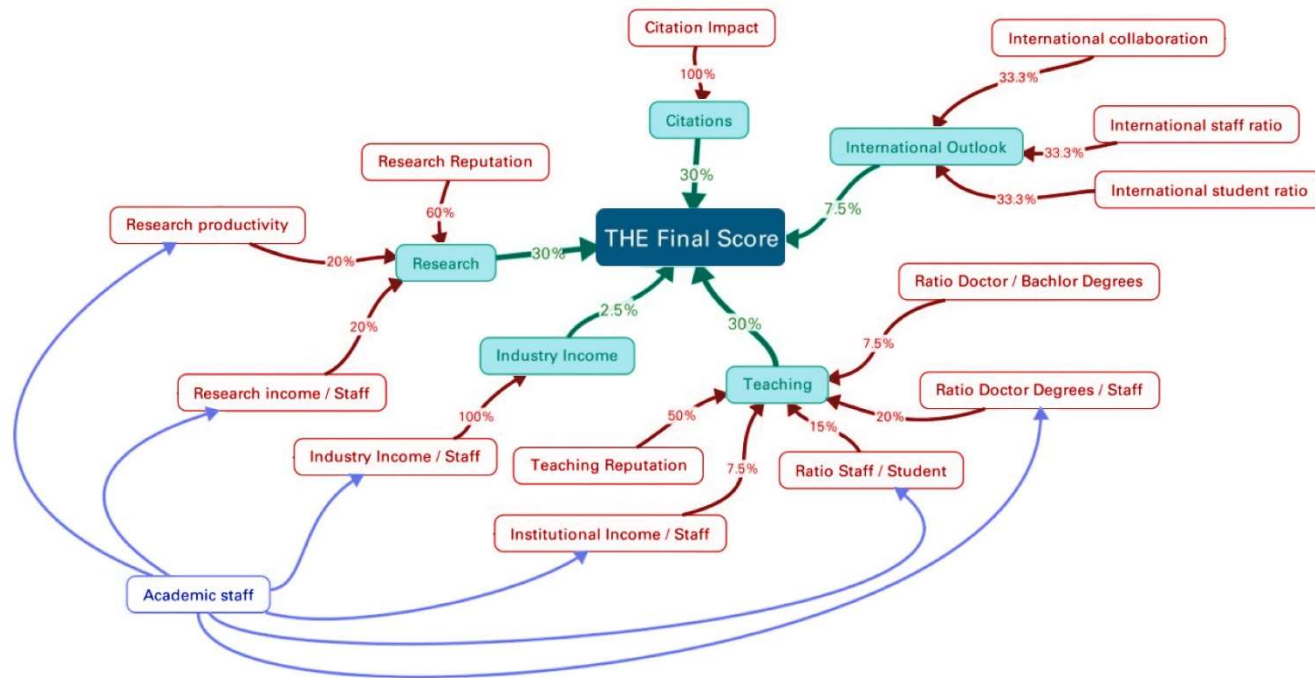 Citation Impact
International collaboration
100%
33.3%
Citations
International staff ratio
International Outlook
33.3%
Research Reputation
30%
International student ratio
33.3%
60%
7.5%
Research productivity
THE Final Score
20%
Research
30%
Ratio Doctor / Bachlor Degrees
2.5%
30%
20%
7.5%
Industry Income
Teaching
Research income / Staff
Ratio Doctor Degrees / Staff
50%
20%
100%
15%
Industry Income / Staff
Teaching Reputation
7.5%
Ratio Staff / Student
Institutional Income / Staff
Academic staff